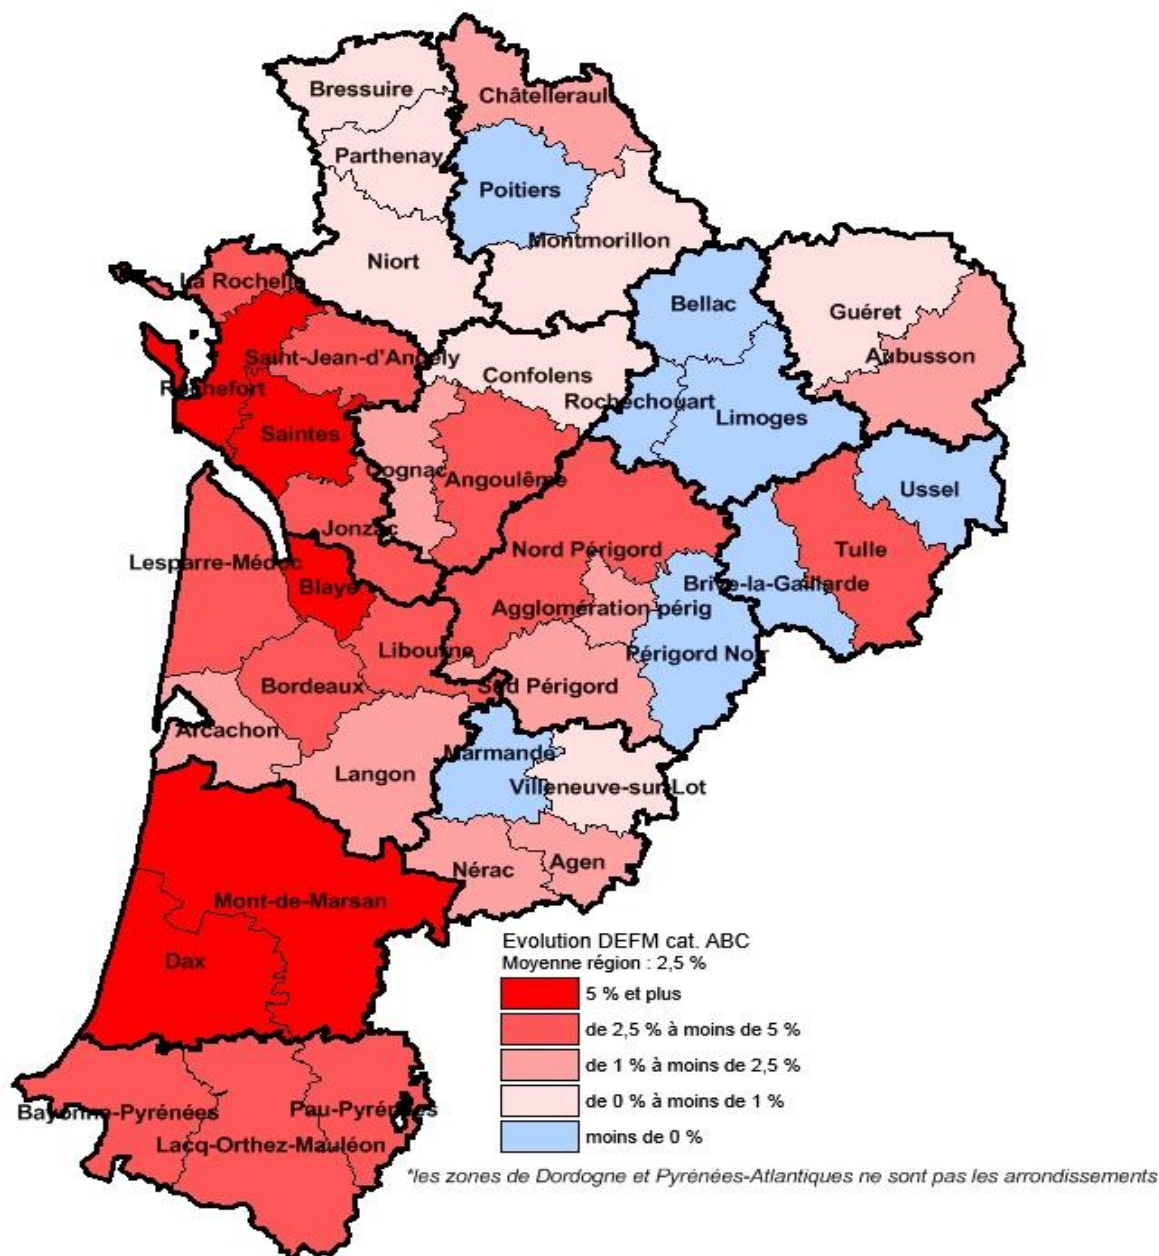 Bressuire
Châtellerault
Parthenay
Poitiers
Montmorillon
Niort
La Rochelle
Bellac
Guéret
Aubusson
Saint-Jean-d'Angely
Confolens
Rochefort
Rochechouart
Limoges
Saintes
Cognac
Angoulême
Ussel
Jonzac
Nord Périgord
Tulle
Lesparre-Médoc
Blaye
Brive-la-Gaillarde
Agglomération-périg
Libourne
Périgord Noir
Bordeaux
Sud Périgord
Arcachon
Langon
Marmande
Villeneuve-sur-Lot
Nérac
Agen
Mont-de-Marsan
Dax
Evolution DEFM cat. ABC
Moyenne région : 2,5 %
5 % et plus
de 2,5 % à moins de 5 %
de 1 % à moins de 2,5 %
de 0 % à moins de 1 %
moins de 0 %
Bayonne-Pyrénées
Pau-Pyrénées
Lacq-Orthez-Mauléon
*les zones de Dordogne et Pyrénées-Atlantiques ne sont pas les arrondissements